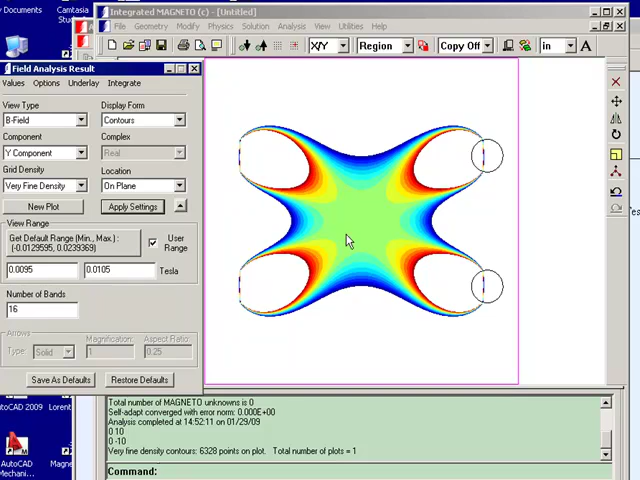 Documents
Camtasia
Integrated MAGNETO (c) - [Untitled]
File Geometry Physics Solution Analysis View Utilities Help
X/Y Region Copy Off in
Field Analysis Result
Values Options Underlay Integrate
View Type Display Form
B-Field Contours
Component Complex
Y Component Real
Grid Density Location
Very Fine Density On Plane
New Plot Apply Settings
View Range
Get Default Range (Min., Max.) :
(-0.0129595, 0.0239369)
User
Range
0.0095 0.0105 Tesla
Number of Bands
16
Arrows
Type: Solid Magnification: 1 Aspect Ratio: 0.25
Save As Defaults Restore Defaults
Total number of MAGNETO unknowns is 0
Self-adapt converged with error norm: 0.000E+00
Analysis completed at 14:52:11 on 01/29/09
0 10
0 -10
Very fine density contours: 6328 points on plot. Total number of plots = 1
Command:
AutoCAD 2009 Lorent
AutoCAD Magne
Mechani...